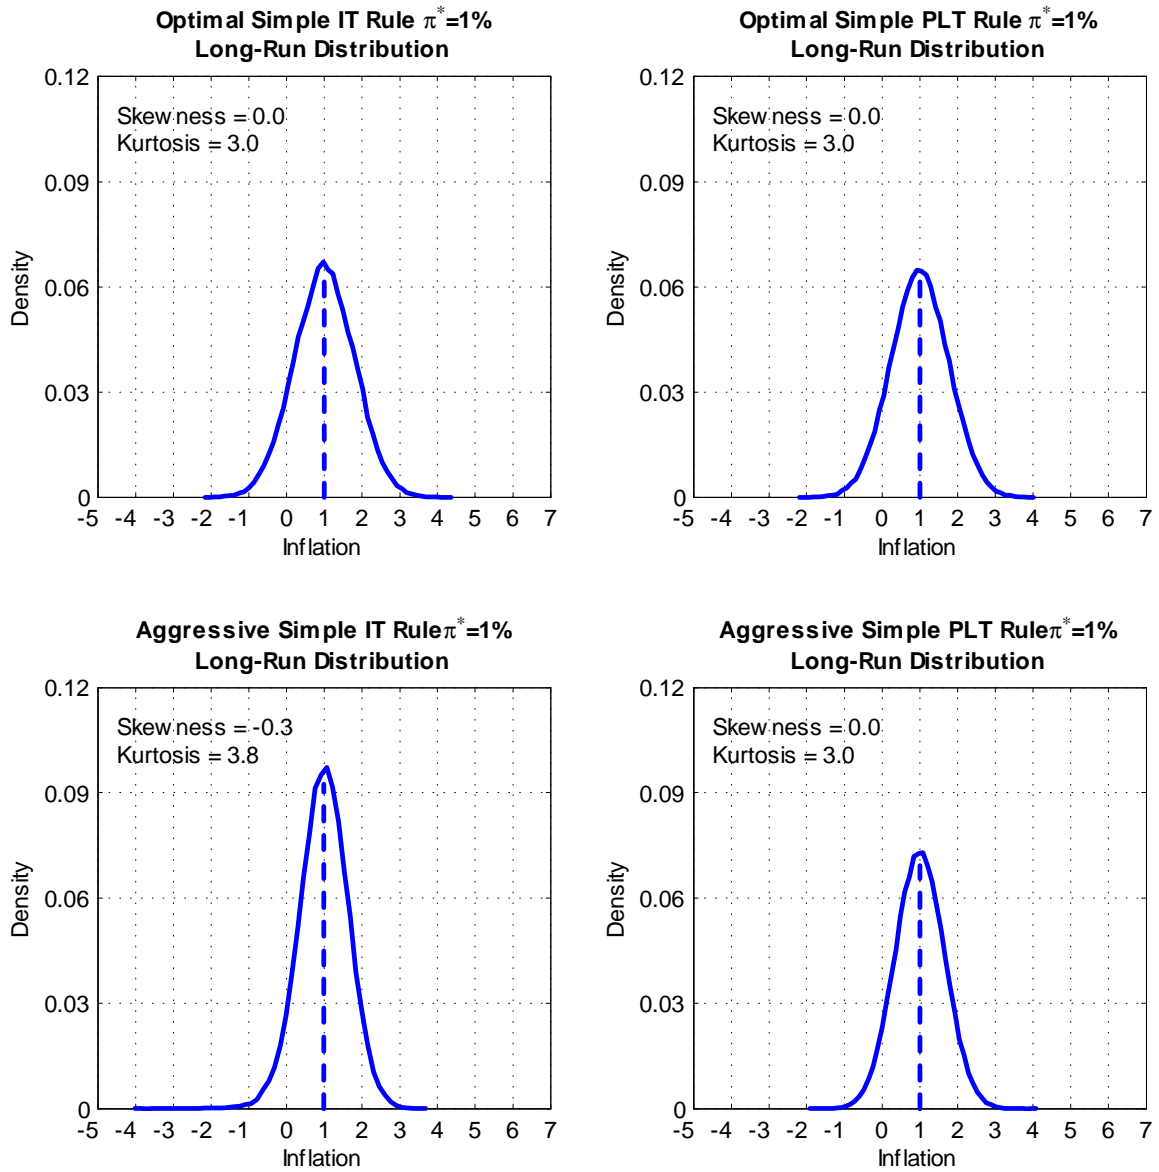 Optimal Simple IT Rule π*=1%
Long-Run Distribution
0.12
0.09
0.06
0.03
0
Density
Skewness = 0.0
Kurtosis = 3.0
-5 -4 -3 -2 -1 0 1 2 3 4 5 6 7
Inflation
Optimal Simple PLT Rule π*=1%
Long-Run Distribution
0.12
0.09
0.06
0.03
0
Density
Skewness = 0.0
Kurtosis = 3.0
-5 -4 -3 -2 -1 0 1 2 3 4 5 6 7
Inflation
Aggressive Simple IT Ruleπ*=1%
Long-Run Distribution
0.12
0.09
0.06
0.03
0
Density
Skewness = -0.3
Kurtosis = 3.8
-5 -4 -3 -2 -1 0 1 2 3 4 5 6 7
Inflation
Aggressive Simple PLT Ruleπ*=1%
Long-Run Distribution
0.12
0.09
0.06
0.03
0
Density
Skewness = 0.0
Kurtosis = 3.0
-5 -4 -3 -2 -1 0 1 2 3 4 5 6 7
Inflation